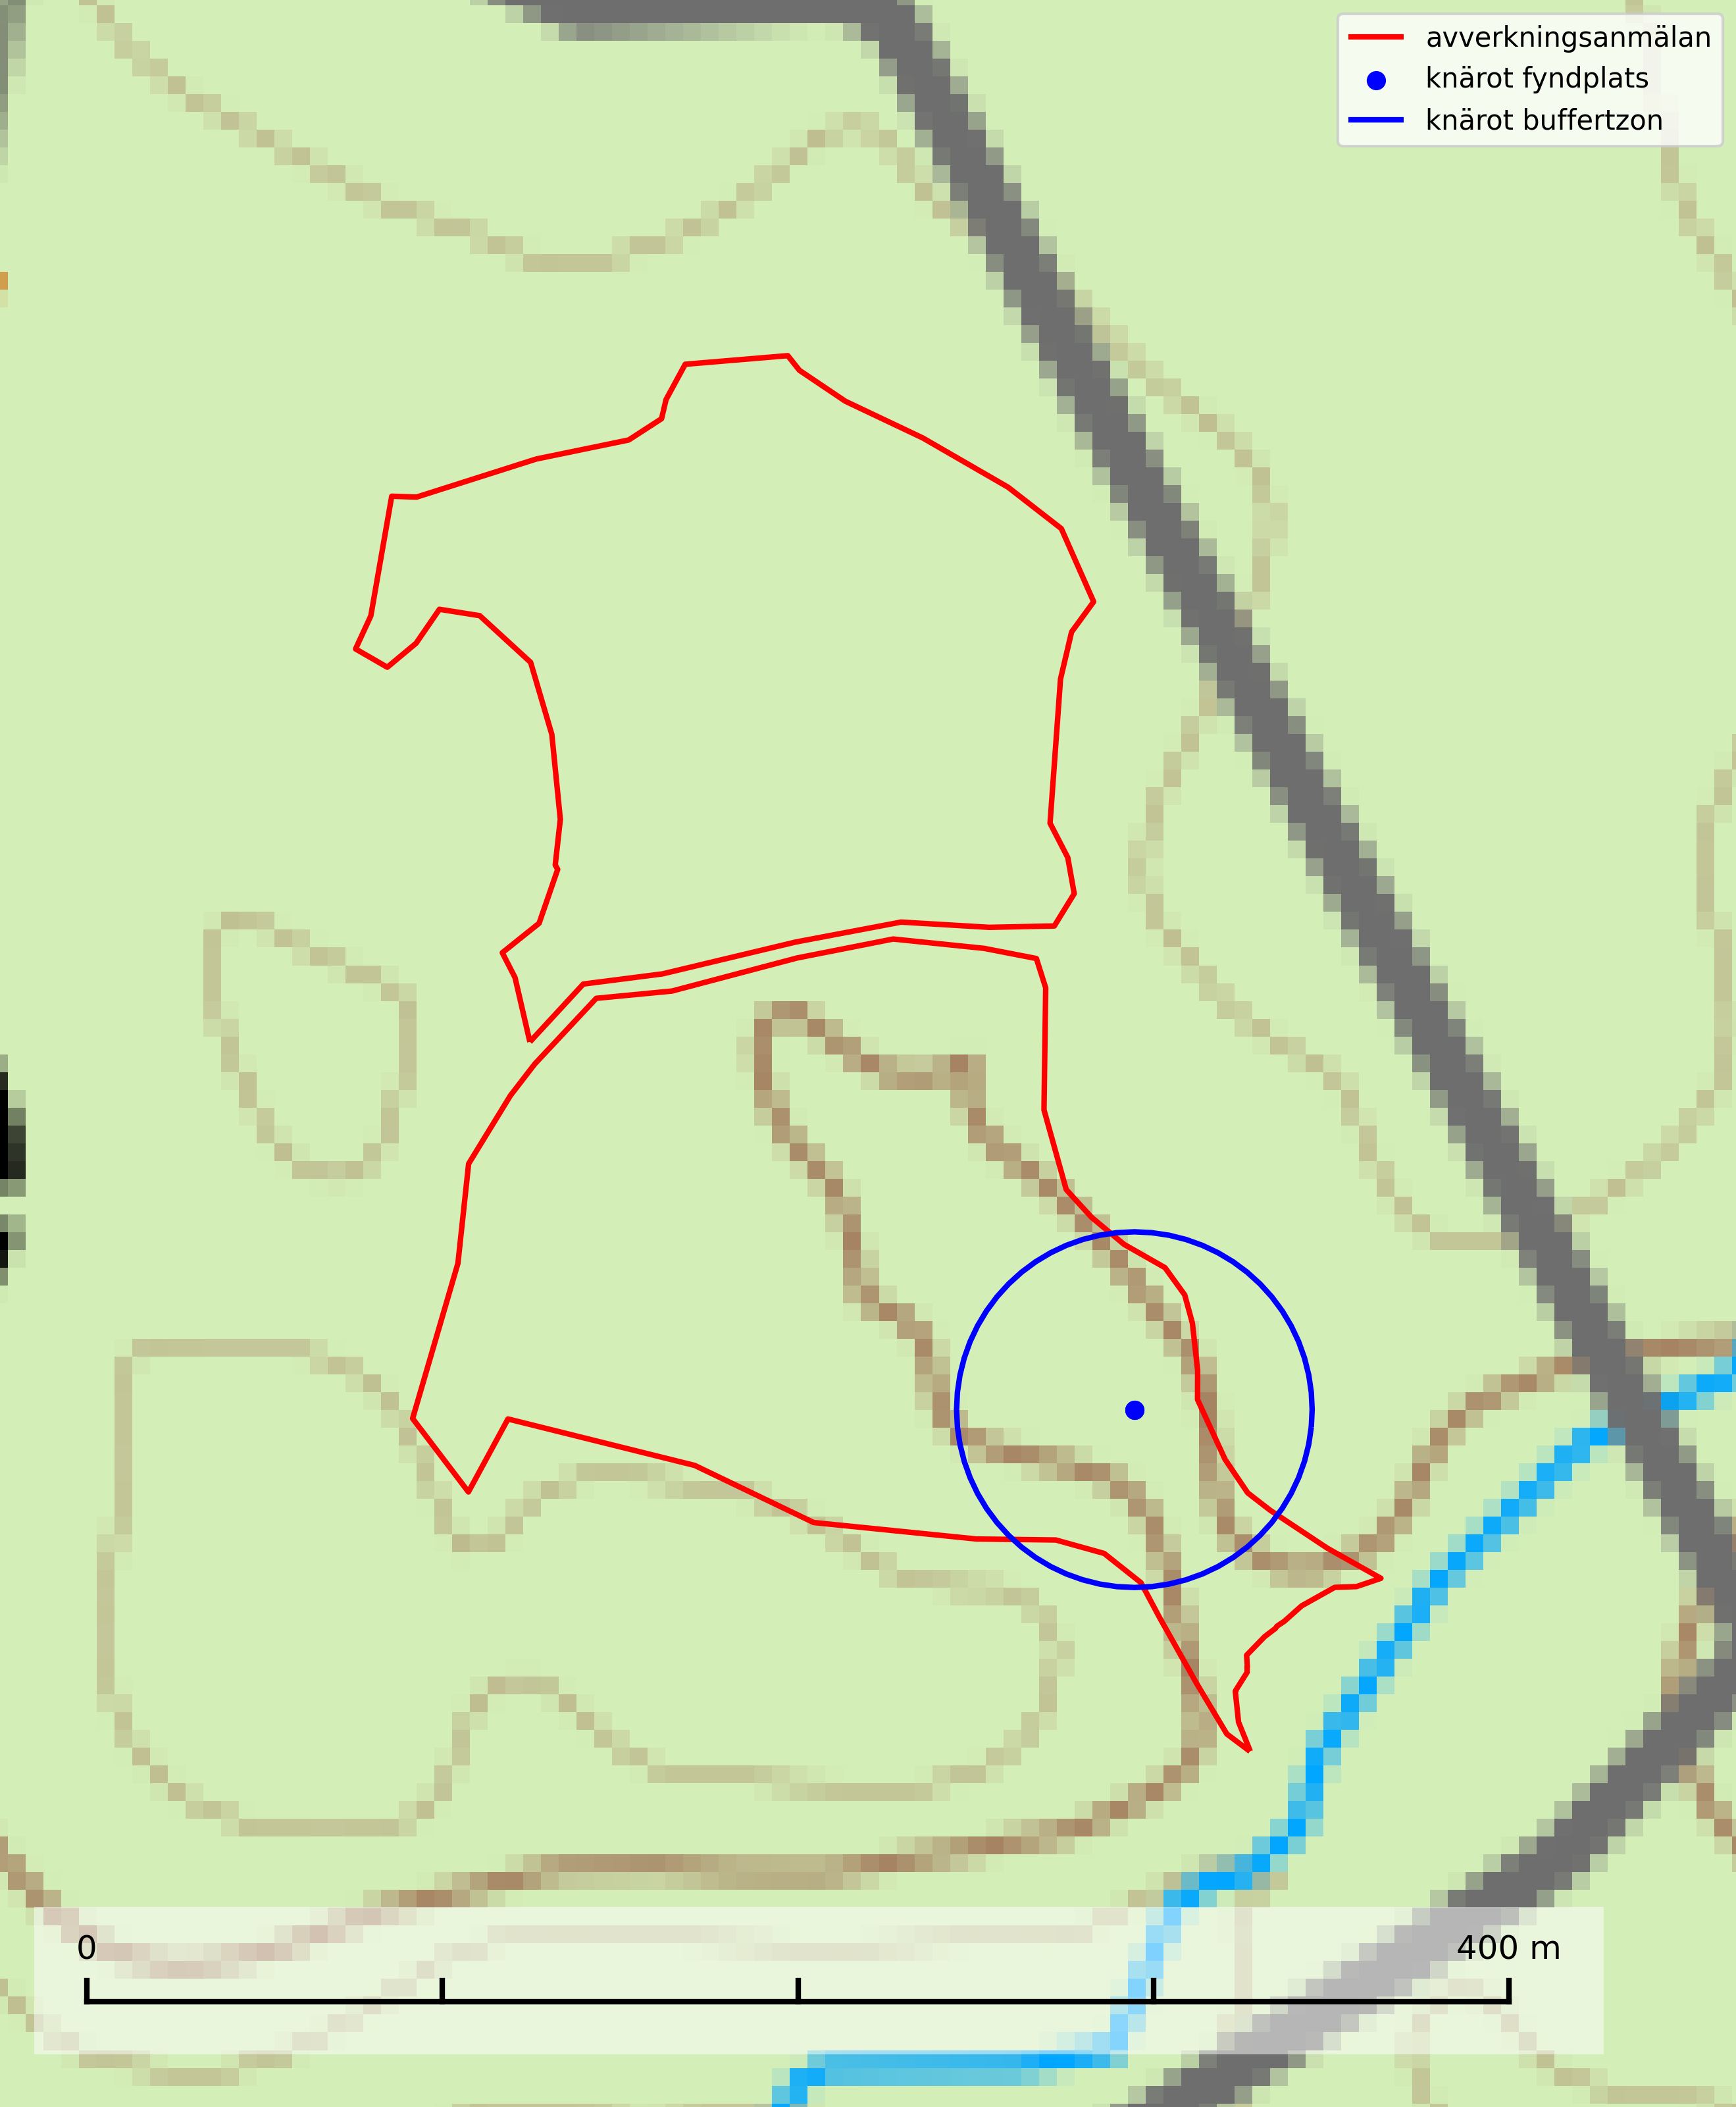 avverkningsanmälan
knärot fyndplats
knärot buffertzon
0
400 m